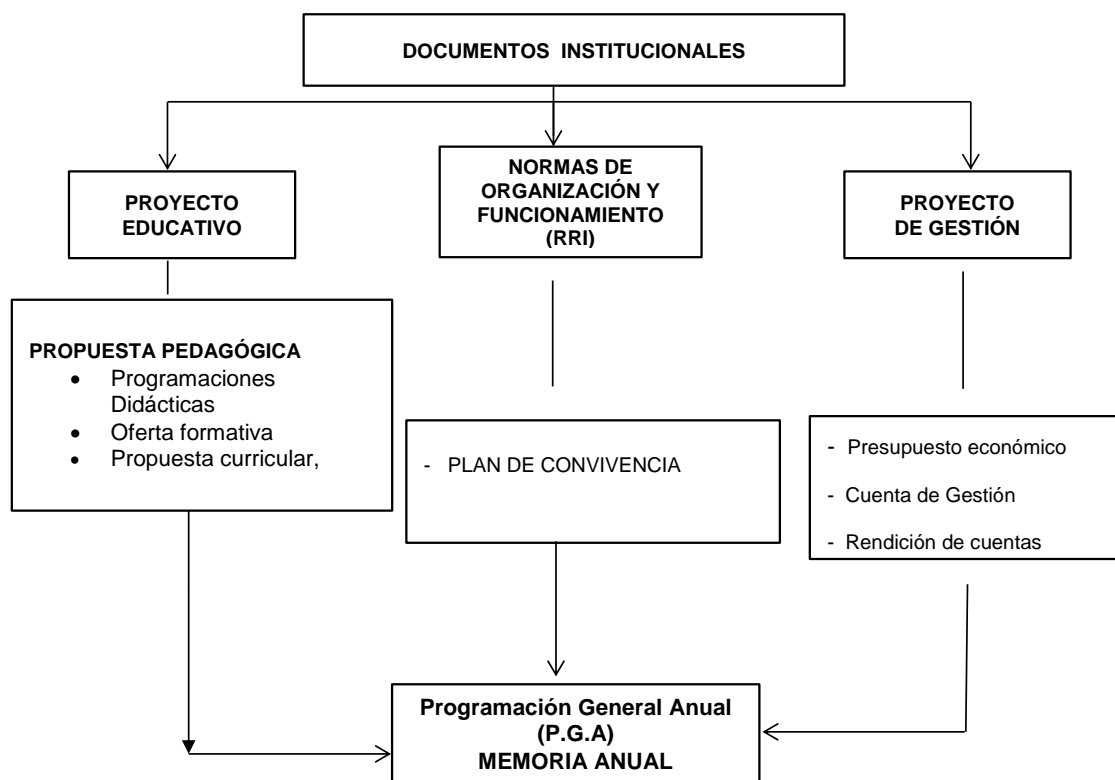 DOCUMENTOS INSTITUCIONALES
PROYECTO
EDUCATIVO
NORMAS DE
ORGANIZACIÓN Y
FUNCIONAMIENTO
(RRI)
PROYECTO
DE GESTIÓN
PROPUESTA PEDAGÓGICA
• Programaciones
Didácticas
• Oferta formativa
• Propuesta curricular,
- PLAN DE CONVIVENCIA
- Presupuesto económico
- Cuenta de Gestión
- Rendición de cuentas
Programación General Anual
(P.G.A)
MEMORIA ANUAL